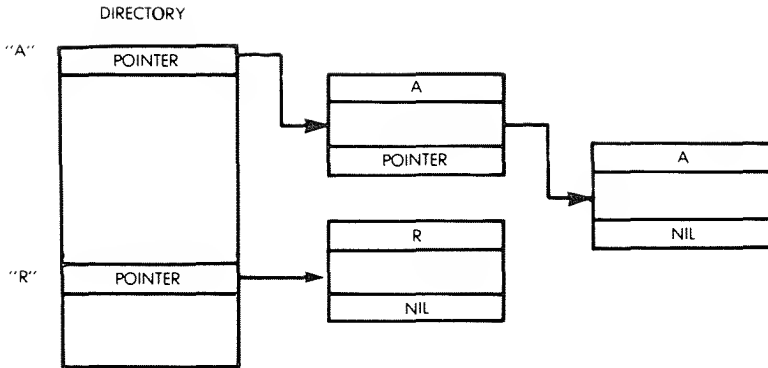 DIRECTORY
"A"
POINTER
A
POINTER
A
NIL
"R"
POINTER
R
NIL